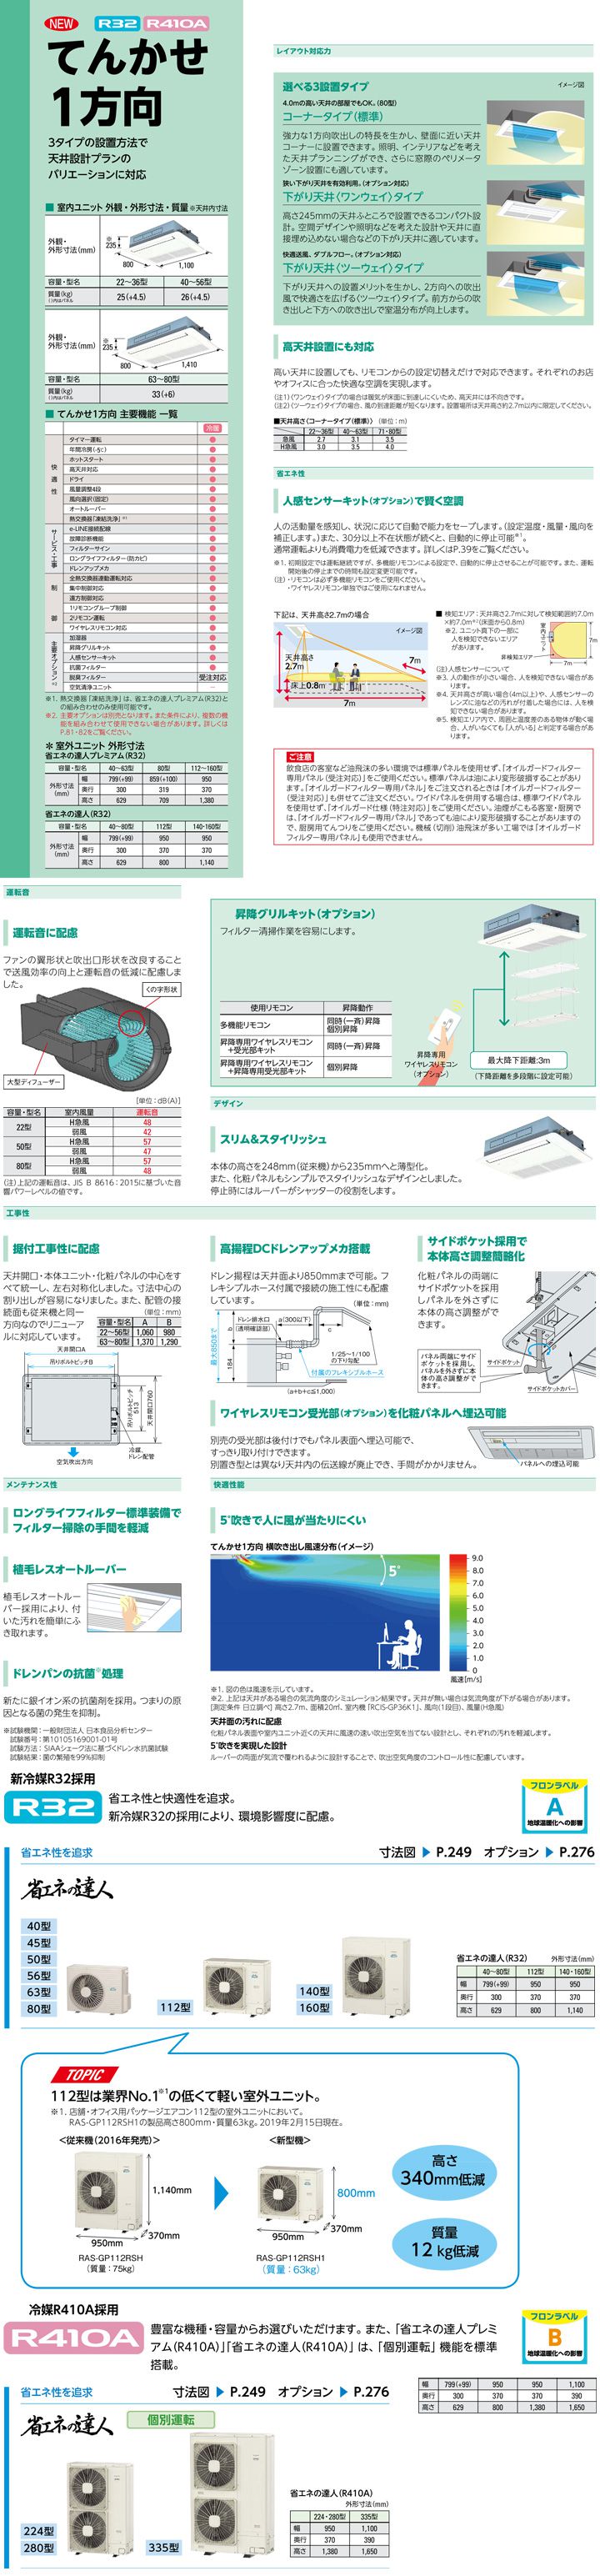 NEW R32 R410A
てんかせ
1方向
3タイプの設置方法で
天井設計プランの
バリエーションに対応
■ 室内ユニット 外観・外形寸法・質量 ※天井内寸法
外観・
外形寸法(mm)
※
235
800
1,100
容量・型名 22〜36型 40〜56型
質量(kg) 25(+4.5) 26(+4.5)
外観・
外形寸法(mm)
※
235
800
1,410
容量・型名 63〜80型
質量(kg) 33(+6)
■ てんかせ1方向 主要機能 一覧
冷暖
快適性
タイマー運転 ●
年間冷房(-5℃) ●
ホットスタート ●
高天井対応 ●
ドライ ●
風量調整4段 ●
風向選択(固定) ●
オートルーバー ●
熱交換器「凍結洗浄」※1 ●
サービス・工事
e-LINE接続配線 ●
故障診断機能 ●
フィルターサイン ●
ロングライフフィルター(防カビ) ●
ドレンアップメカ ●
制御
全熱交換器連動運転対応 ●
集中制御対応 ●
遠方制御対応 ●
1リモコングループ制御 ●
2リモコン運転 ●
ワイヤレスリモコン対応 ●
主要オプション※2
加湿器 ●
昇降グリルキット ●
人感センサーキット ●
抗菌フィルター ●
脱臭フィルター 受注対応
空気清浄ユニット －
※1. 熱交換器「凍結洗浄」は、省エネの達人プレミアム(R32)と
の組み合わせのみ使用可能です。
※2. 主要オプションは別売となります。また条件により、複数の機
能を組み合わせて使用できない場合があります。詳しくは
P.81・82をご覧ください。
＊ 室外ユニット 外形寸法
省エネの達人プレミアム(R32)
容量・型名 40〜63型 80型 112〜160型
外形寸法(mm)
幅 799(+99) 859(+100) 950
奥行 300 319 370
高さ 629 709 1,380
省エネの達人(R32)
容量・型名 40〜80型 112型 140・160型
外形寸法(mm)
幅 799(+99) 950 950
奥行 300 370 370
高さ 629 800 1,140
レイアウト対応力
選べる3設置タイプ
イメージ図
4.0mの高い天井の部屋でもOK。(80型)
コーナータイプ(標準)
強力な1方向吹出しの特長を生かし、壁面に近い天井
コーナーに設置できます。照明、インテリアなどを考え
た天井プランニングができ、さらに窓際のペリメータ
ゾーン設置にも適しています。
狭い下がり天井を有効利用。(オプション対応)
下がり天井〈ワンウェイ〉タイプ
高さ245mmの天井ふところで設置できるコンパクト設
計。空間デザインや照明などを考えた設計や天井に直
接埋め込めない場合などの下がり天井に適しています。
快適送風、ダブルフロー。(オプション対応)
下がり天井〈ツーウェイ〉タイプ
下がり天井への設置メリットを生かし、2方向への吹出
風で快適さを広げる〈ツーウェイ〉タイプ。前方からの吹
き出しと下方への吹き出しで室温分布が向上します。
高天井設置にも対応
高い天井に設置しても、リモコンからの設定切替えだけで対応できます。それぞれのお店
やオフィスに合った快適な空調を実現します。
(注1)〈ワンウェイ〉タイプの場合は暖気が床面に到達しにくいため、高天井には不向きです。
(注2)〈ツーウェイ〉タイプの場合、風の到達距離が短くなります。設置場所は天井高さ約2.7m以内に限定してください。
■天井高さ〈コーナータイプ(標準)〉 (単位:m)
22〜36型 40〜63型 71・80型
急風 2.7 3.1 3.5
H急風 3.0 3.5 4.0
省エネ性
人感センサーキット(オプション)で賢く空調
人の活動量を感知し、状況に応じて自動で能力をセーブします。(設定温度・風量・風向を
補正します。)また、30分以上不在状態が続くと、自動的に停止可能※1。
通常運転よりも消費電力を低減できます。詳しくはP.39をご覧ください。
※1. 初期設定では運転継続ですが、多機能リモコンによる設定で、自動的に停止させることが可能です。また、運転
開始後の停止までの時間も設定変更可能です。
(注)・リモコンは必ず多機能リモコンをご使用ください。
・ワイヤレスリモコン単独ではご使用になれません。
下記は、天井高さ2.7mの場合
イメージ図
天井高さ
2.7m
床上0.8m
7m
7m
■ 検知エリア:天井高さ2.7mに対して検知範囲約7.0m
×約7.0m※2(床面から0.8m)
※2. ユニット真下の一部に
人を検知できないエリア
があります。
室内ユニット
非検知エリア
7m
7m
(注)人感センサーについて
※3. 人の動作が小さい場合、人を検知できない場合があ
ります。
※4. 天井高さが高い場合(4m以上)や、人感センサーの
レンズに油などの汚れが付着した場合には、人を検
知できない場合があります。
※5. 検知エリア内で、周囲と温度差のある物体が動く場
合、人がいなくても「人がいる」と判定する場合があ
ります。
ご注意
飲食店の客室など油飛沫の多い環境では標準パネルを使用せず、「オイルガードフィルター
専用パネル(受注対応)」をご使用ください。標準パネルは油により変形破損することがあり
ます。「オイルガードフィルター専用パネル」をご注文されるときは「オイルガードフィルター
(受注対応)」も併せてご注文ください。ワイドパネルを併用する場合は、標準ワイドパネル
を使用せず、「オイルガード仕様(特注対応)」をご使用ください。油煙がこもる客室・厨房で
は、「オイルガードフィルター専用パネル」であっても油により変形破損することがありますの
で、厨房用てんつりをご使用ください。機械(切削)油飛沫が多い工場では「オイルガード
フィルター専用パネル」も使用できません。
運転音
運転音に配慮
ファンの翼形状と吹出口形状を改良すること
で送風効率の向上と運転音の低減に配慮しま
した。
くの字形状
大型ディフューザー
[単位:dB(A)]
容量・型名 室内風量 運転音
22型 H急風 48
弱風 42
50型 H急風 57
弱風 47
80型 H急風 57
弱風 48
(注)上記の運転音は、JIS B 8616:2015に基づいた音
響パワーレベルの値です。
昇降グリルキット(オプション)
フィルター清掃作業を容易にします。
使用リモコン 昇降動作
多機能リモコン 同時(一斉)昇降
個別昇降
昇降専用ワイヤレスリモコン
+受光部キット 同時(一斉)昇降
昇降専用ワイヤレスリモコン
+昇降専用受光部キット 個別昇降
昇降専用
ワイヤレスリモコン
(オプション)
最大降下距離:3m
(下降距離を多段階に設定可能)
デザイン
スリム&スタイリッシュ
本体の高さを248mm(従来機)から235mmへと薄型化。
また、化粧パネルもシンプルでスタイリッシュなデザインとしました。
停止時にはルーバーがシャッターの役割をします。
工事性
据付工事性に配慮
天井開口・本体ユニット・化粧パネルの中心をす
べて統一し、左右対称化しました。寸法中心の
割り出しが容易になりました。また、配管の接
続面も従来機と同一
方向なのでリニューア
ルに対応しています。
(単位:mm)
容量・型名 A B
22〜56型 1,060 980
63〜80型 1,370 1,290
天井開口A
吊りボルトピッチB
吊りボルトピッチ
513
天井開口760
冷媒、
ドレン配管
空気吹出方向
高揚程DCドレンアップメカ搭載
ドレン揚程は天井面より850mmまで可能。フ
レキシブルホース付属で接続の施工性にも配慮
しています。
(単位:mm)
ドレン排水口
(透明確認部)
a(300以下)
最大850まで
b
c
184
1/25〜1/100
の下り勾配
付属のフレキシブルホース
(a+b+c≦1,000)
サイドポケット採用で
本体高さ調整簡略化
化粧パネルの両端に
サイドポケットを採用
しパネルを外さずに
本体の高さ調整がで
きます。
パネル両端にサイド
ポケットを採用し、
パネルを外さずに本
体の高さ調整がで
きます。
サイドポケット
サイドポケットカバー
ワイヤレスリモコン受光部(オプション)を化粧パネルへ埋込可能
別売の受光部は後付けでもパネル表面へ埋込可能で、
すっきり取り付けできます。
別置き型とは異なり天井内の伝送線が廃止でき、手間がかかりません。
パネルへの埋込可能
メンテナンス性
ロングライフフィルター標準装備で
フィルター掃除の手間を軽減
植毛レスオートルーバー
植毛レスオートルー
バー採用により、付
いた汚れを簡単にふ
き取れます。
ドレンパンの抗菌※処理
新たに銀イオン系の抗菌剤を採用。つまりの原
因となる菌の発生を抑制。
※試験機関:一般財団法人 日本食品分析センター
試験番号:第10105169001-01号
試験方法:SIAAシェーク法に基づくドレン水抗菌試験
試験結果:菌の繁殖を99%抑制
快適性能
5°吹きで人に風が当たりにくい
てんかせ1方向 横吹き出し風速分布(イメージ)
5°
9.0
8.0
7.0
6.0
5.0
4.0
3.0
2.0
1.0
0
風速[m/s]
※1. 図の色は風速を示しています。
※2. 上記は天井がある場合の気流角度のシミュレーション結果です。天井が無い場合は気流角度が下がる場合があります。
[測定条件 日立調べ] 高さ2.7m、面積20㎡、室内機「RCIS-GP36K1」、風向(1段目)、風量(H急風)
天井面の汚れに配慮
化粧パネル表面や室内ユニット近くの天井に風速の速い吹出空気を当てない設計とし、それぞれの汚れを軽減します。
5°吹きを実現した設計
ルーバーの両面が気流で覆われるように設計することで、吹出空気角度のコントロール性に配慮しています。
新冷媒R32採用
R32
省エネ性と快適性を追求。
新冷媒R32の採用により、環境影響度に配慮。
フロンラベル
A
地球温暖化への影響
省エネ性を追求
寸法図 ▶ P.249 オプション ▶ P.276
省エネの達人
40型
45型
50型
56型
63型
80型
112型
140型
160型
省エネの達人(R32) 外形寸法(mm)
40〜80型 112型 140・160型
幅 799(+99) 950 950
奥行 300 370 370
高さ 629 800 1,140
TOPIC
112型は業界No.1※1の低くて軽い室外ユニット。
※1. 店舗・オフィス用パッケージエアコン112型の室外ユニットにおいて。
RAS-GP112RSH1の製品高さ800mm・質量63kg。2019年2月15日現在。
<従来機(2016年発売)>
<新型機>
1,140mm
370mm
950mm
RAS-GP112RSH
(質量:75kg)
800mm
370mm
950mm
RAS-GP112RSH1
(質量:63kg)
高さ
340mm低減
質量
12 kg低減
冷媒R410A採用
R410A
豊富な機種・容量からお選びいただけます。また、「省エネの達人プレミ
アム(R410A)」「省エネの達人(R410A)」は、「個別運転」機能を標準
搭載。
フロンラベル
B
地球温暖化への影響
幅 799(+99) 950 950 1,100
奥行 300 370 370 390
高さ 629 800 1,380 1,650
省エネ性を追求
寸法図 ▶ P.249 オプション ▶ P.276
省エネの達人
個別運転
224型
280型
335型
省エネの達人(R410A)
外形寸法(mm)
224・280型 335型
幅 950 1,100
奥行 370 390
高さ 1,380 1,650